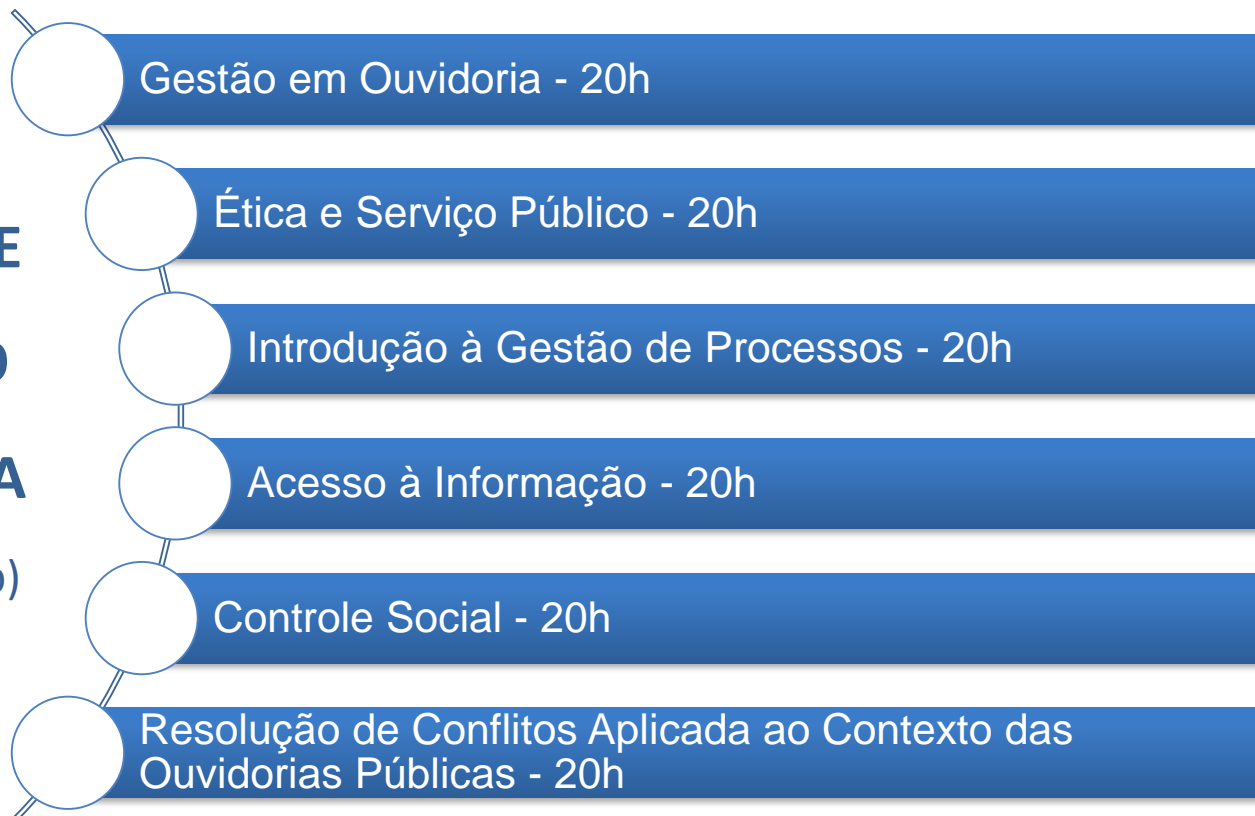 Gestão em Ouvidoria - 20h
Ética e Serviço Público - 20h
E
Introdução à Gestão de Processos - 20h
A
Acesso à Informação - 20h
)
Controle Social - 20h
Resolução de Conflitos Aplicada ao Contexto das
Ouvidorias Públicas - 20h